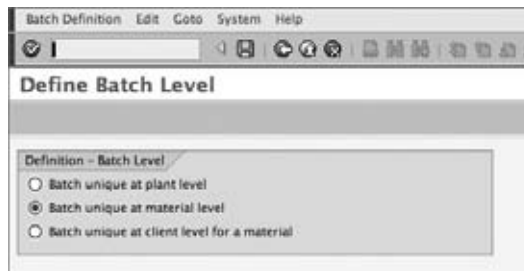 Batch Definition Edit Goto System Help
Define Batch Level
Definition - Batch Level
Batch unique at plant level
Batch unique at material level
Batch unique at client level for a material